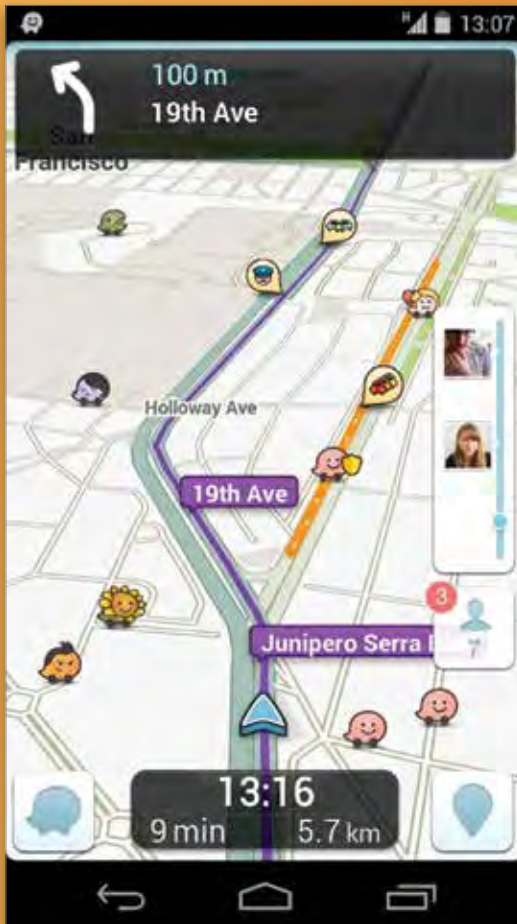 H
13:07
100 m
19th Ave
San
Francisco
Holloway Ave
19th Ave
Junipero Serra
3
7
13:16
9 min 5.7 km